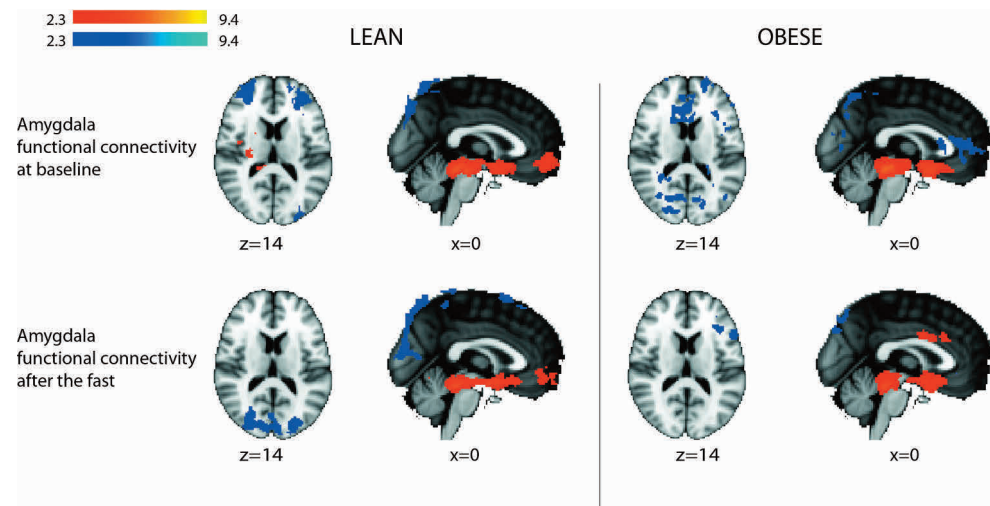 2.3 9.4
2.3 9.4
LEAN
OBESE
Amygdala
functional connectivity
at baseline
z=14
x=0
z=14
x=0
Amygdala
functional connectivity
after the fast
z=14
x=0
z=14
x=0